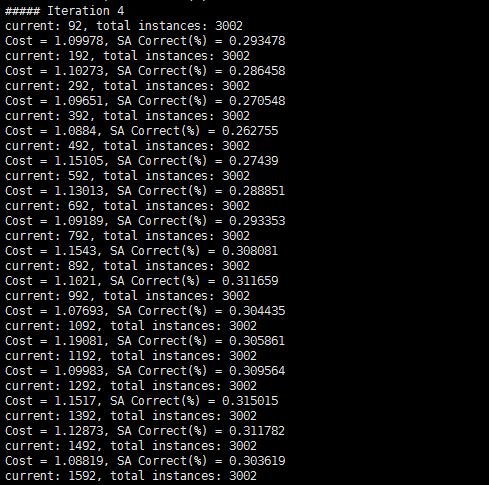 ##### Iteration 4
current: 92, total instances: 3002
Cost = 1.09978, SA Correct(%) = 0.293478
current: 192, total instances: 3002
Cost = 1.10273, SA Correct(%) = 0.286458
current: 292, total instances: 3002
Cost = 1.09651, SA Correct(%) = 0.270548
current: 392, total instances: 3002
Cost = 1.0884, SA Correct(%) = 0.262755
current: 492, total instances: 3002
Cost = 1.15105, SA Correct(%) = 0.27439
current: 592, total instances: 3002
Cost = 1.13013, SA Correct(%) = 0.288851
current: 692, total instances: 3002
Cost = 1.09189, SA Correct(%) = 0.293353
current: 792, total instances: 3002
Cost = 1.1543, SA Correct(%) = 0.308081
current: 892, total instances: 3002
Cost = 1.1021, SA Correct(%) = 0.311659
current: 992, total instances: 3002
Cost = 1.07693, SA Correct(%) = 0.304435
current: 1092, total instances: 3002
Cost = 1.19081, SA Correct(%) = 0.305861
current: 1192, total instances: 3002
Cost = 1.09983, SA Correct(%) = 0.309564
current: 1292, total instances: 3002
Cost = 1.1517, SA Correct(%) = 0.315015
current: 1392, total instances: 3002
Cost = 1.12873, SA Correct(%) = 0.311782
current: 1492, total instances: 3002
Cost = 1.08819, SA Correct(%) = 0.303619
current: 1592, total instances: 3002